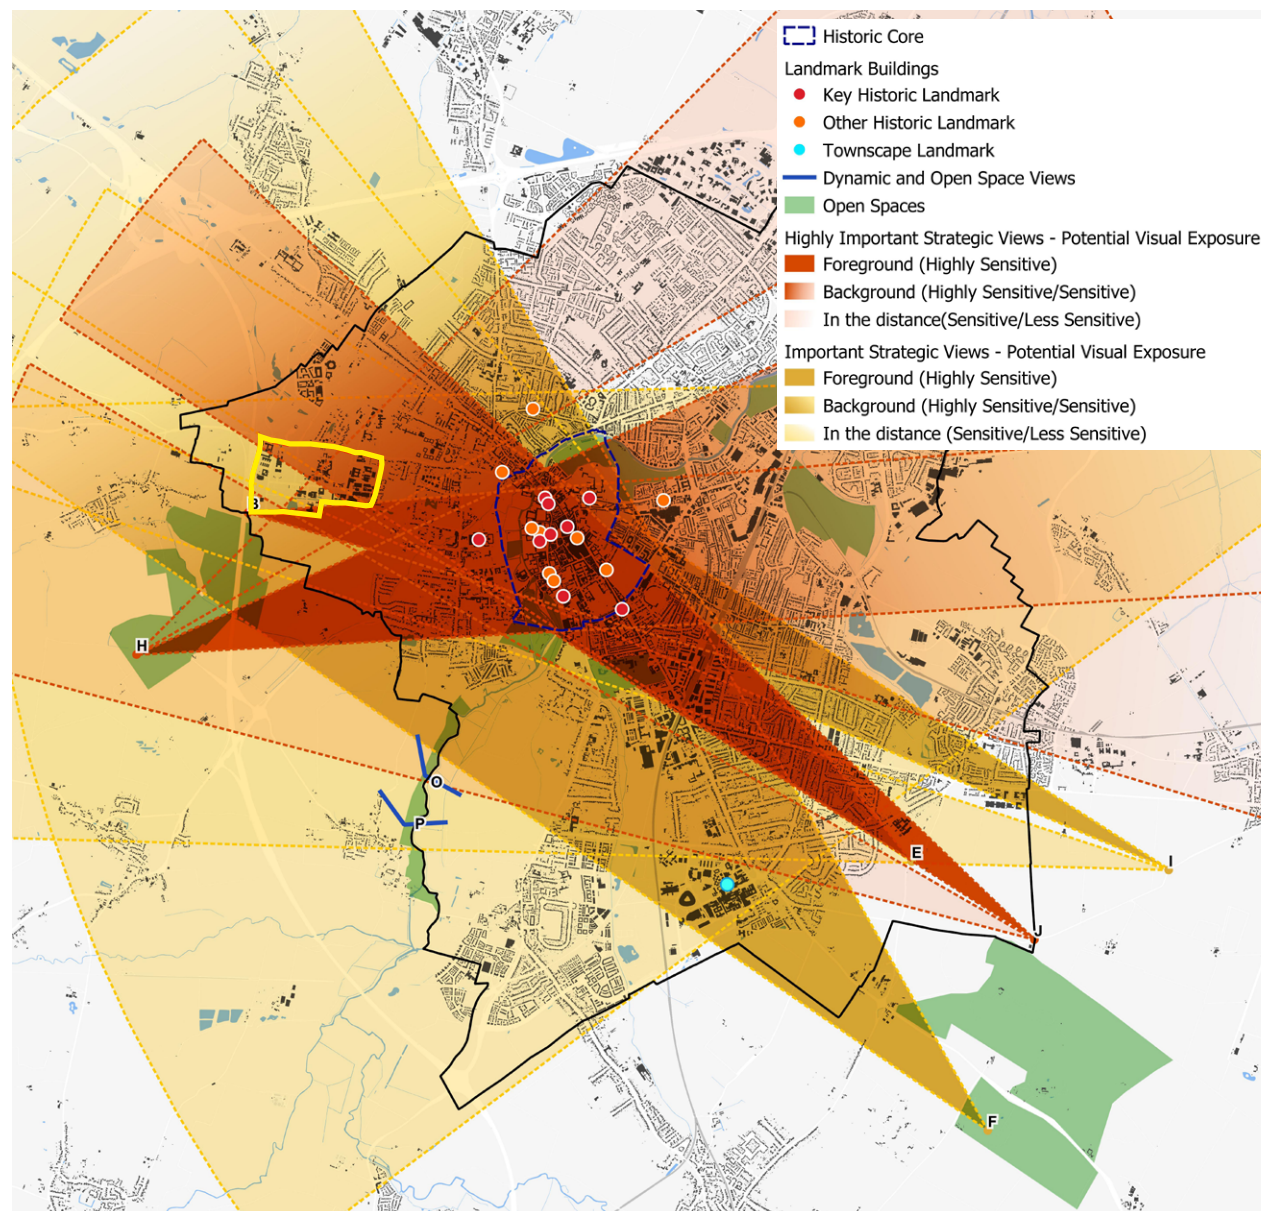 Historic Core
Landmark Buildings
Key Historic Landmark
Other Historic Landmark
Townscape Landmark
Dynamic and Open Space Views
Open Spaces
Highly Important Strategic Views - Potential Visual Exposure
Foreground (Highly Sensitive)
Background (Highly Sensitive/Sensitive)
In the distance(Sensitive/Less Sensitive)
Important Strategic Views - Potential Visual Exposure
Foreground (Highly Sensitive)
Background (Highly Sensitive/Sensitive)
In the distance (Sensitive/Less Sensitive)
B
H
O
P
E
I
J
F